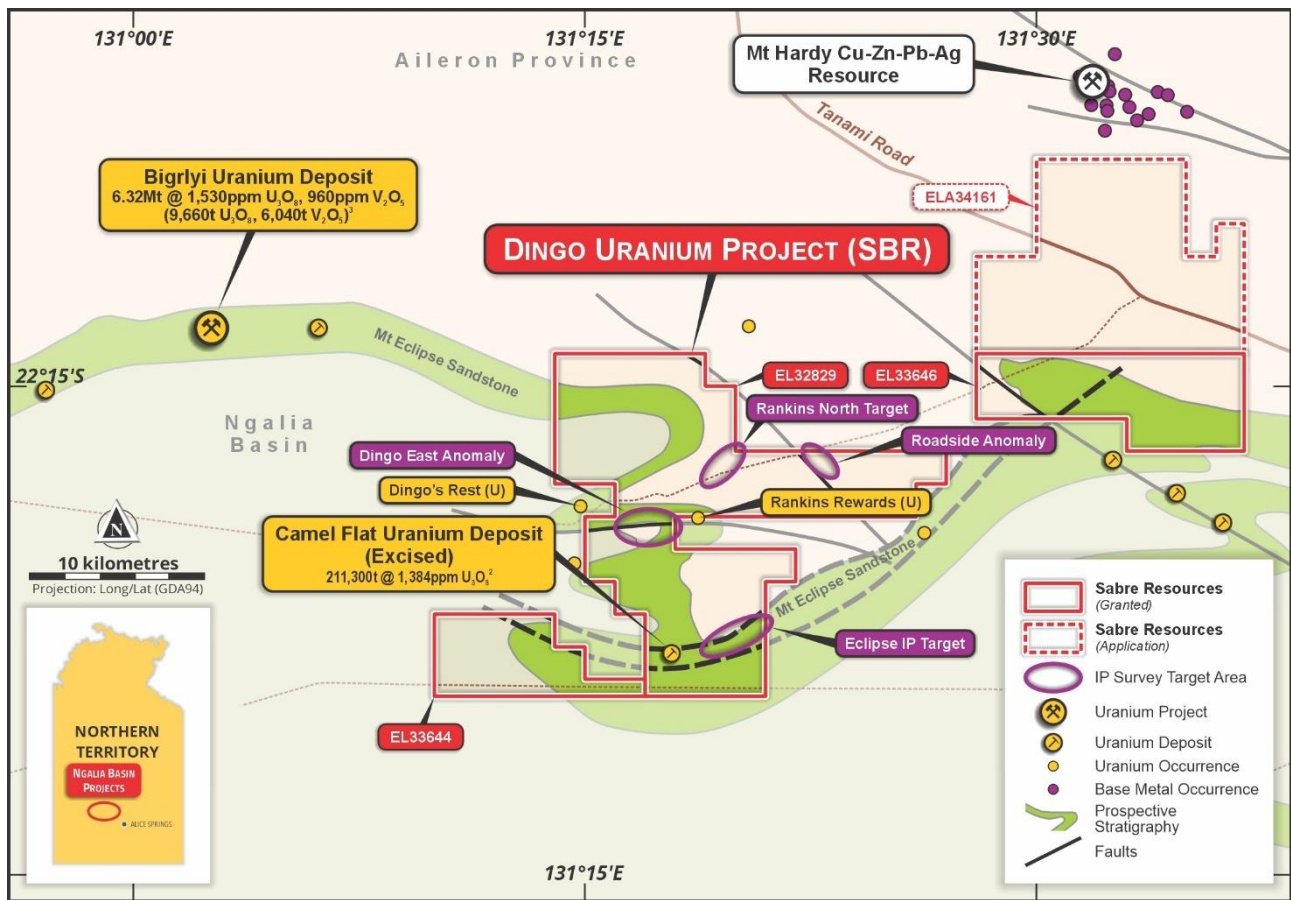 131°00'E
131°15'E
131°30'E
Aileron Province
Mt Hardy Cu-Zn-Pb-Ag
Resource
Tanami Road
Bigrlyi Uranium Deposit
6.32Mt @ 1,530ppm U₃O₈, 960ppm V₂O₅
(9,660t U₃O₈, 6,040t V₂O₅)³
ELA34161
DINGO URANIUM PROJECT (SBR)
Mt Eclipse Sandstone
22°15'S
EL32829
EL33646
Rankins North Target
Ngalia
Basin
Roadside Anomaly
Dingo East Anomaly
Dingo's Rest (U)
Rankins Rewards (U)
Camel Flat Uranium Deposit
(Excised)
211,300t @ 1,384ppm U₃O₈²
Mt Eclipse Sandstone
N
10 kilometres
Projection: Long/Lat (GDA94)
Eclipse IP Target
EL33644
NORTHERN
TERRITORY
NGALIA BASIN
PROJECTS
ALICE SPRINGS
131°15'E
Sabre Resources
(Granted)
Sabre Resources
(Application)
IP Survey Target Area
Uranium Project
Uranium Deposit
Uranium Occurrence
Base Metal Occurrence
Prospective
Stratigraphy
Faults